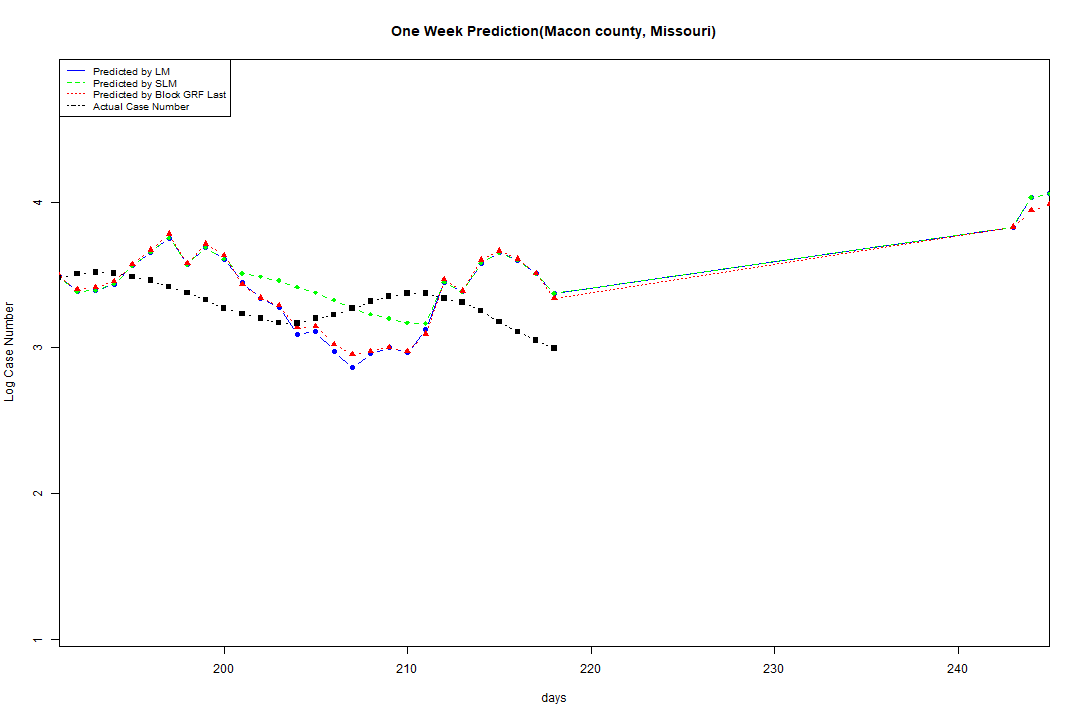 One Week Prediction(Macon county, Missouri)
Predicted by LM
Predicted by SLM
Predicted by Block GRF Last
Actual Case Number
4
3
2
1
Log Case Number
200 210 220 230 240
days